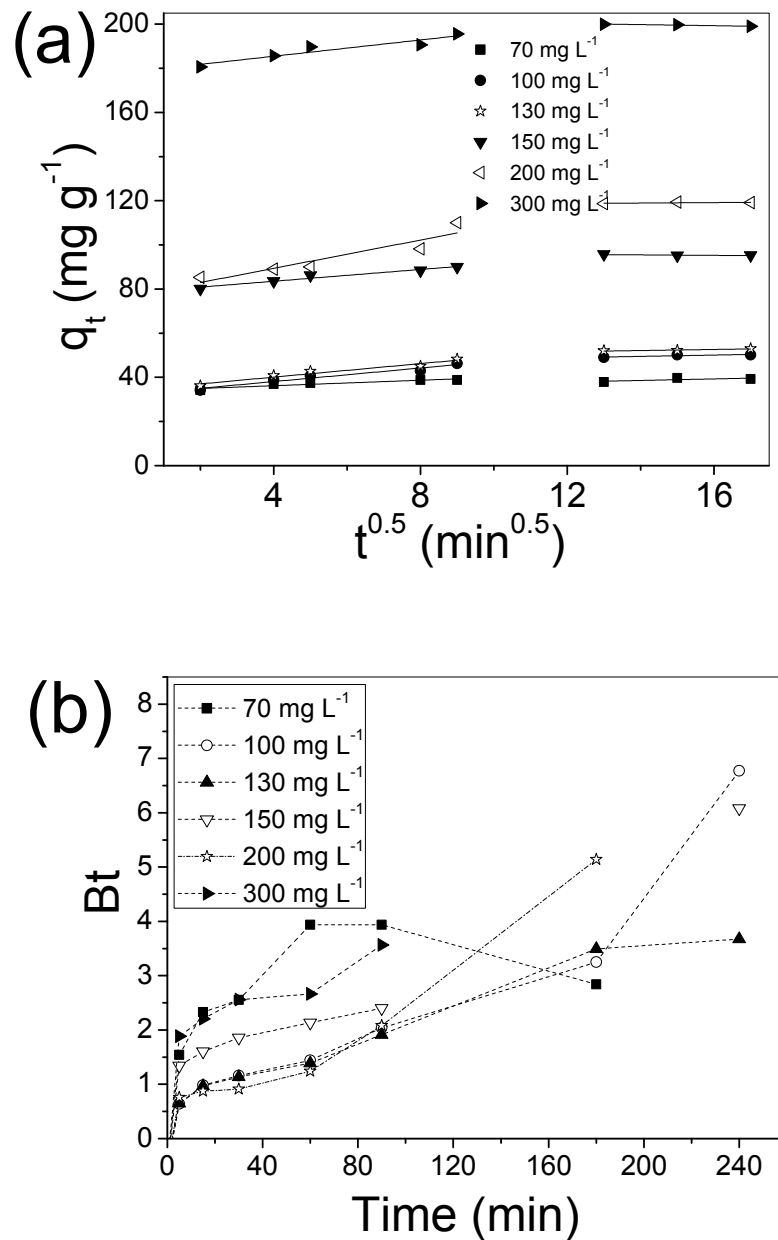 (a)
200
160
120
80
40
0
q_t (mg g⁻¹)
70 mg L⁻¹
100 mg L⁻¹
130 mg L⁻¹
150 mg L⁻¹
200 mg L⁻¹
300 mg L⁻¹
4 8 12 16
t^0.5 (min^0.5)
(b)
8
7
6
5
4
3
2
1
0
Bt
70 mg L⁻¹
100 mg L⁻¹
130 mg L⁻¹
150 mg L⁻¹
200 mg L⁻¹
300 mg L⁻¹
0 40 80 120 160 200 240
Time (min)